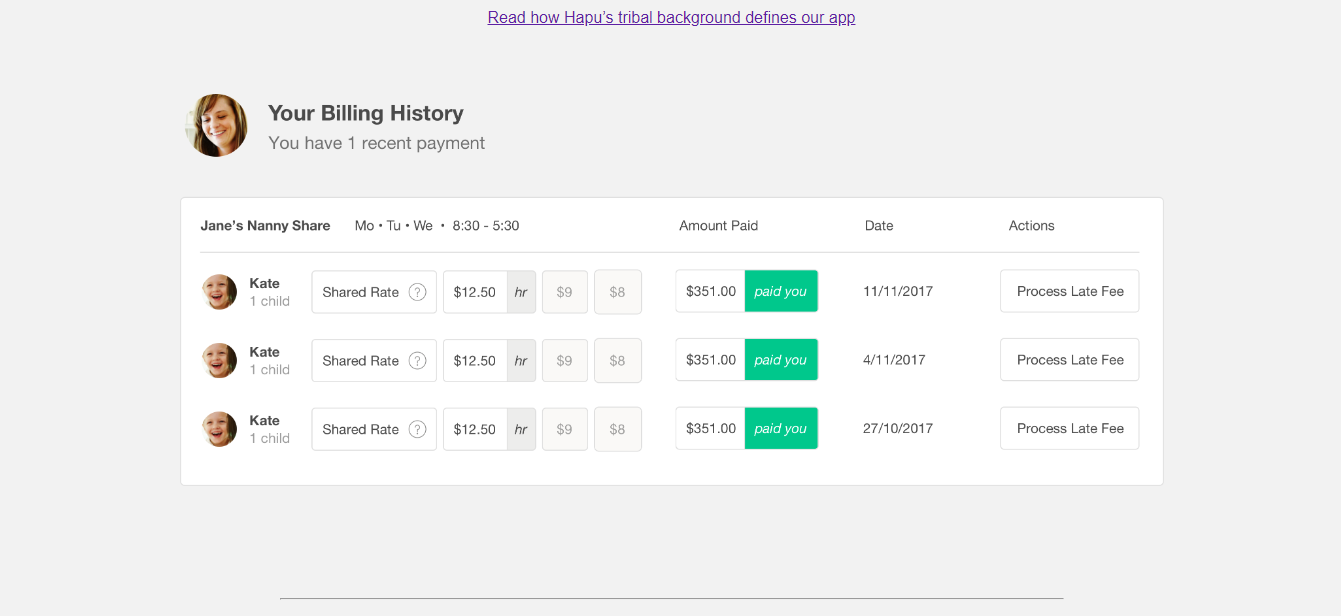 Read how Hapu's tribal background defines our app
Your Billing History
You have 1 recent payment
Jane's Nanny Share Mo • Tu • We • 8:30 - 5:30 Amount Paid Date Actions
Kate
1 child
Shared Rate ? $12.50 hr $9 $8 $351.00 paid you 11/11/2017 Process Late Fee
Kate
1 child
Shared Rate ? $12.50 hr $9 $8 $351.00 paid you 4/11/2017 Process Late Fee
Kate
1 child
Shared Rate ? $12.50 hr $9 $8 $351.00 paid you 27/10/2017 Process Late Fee